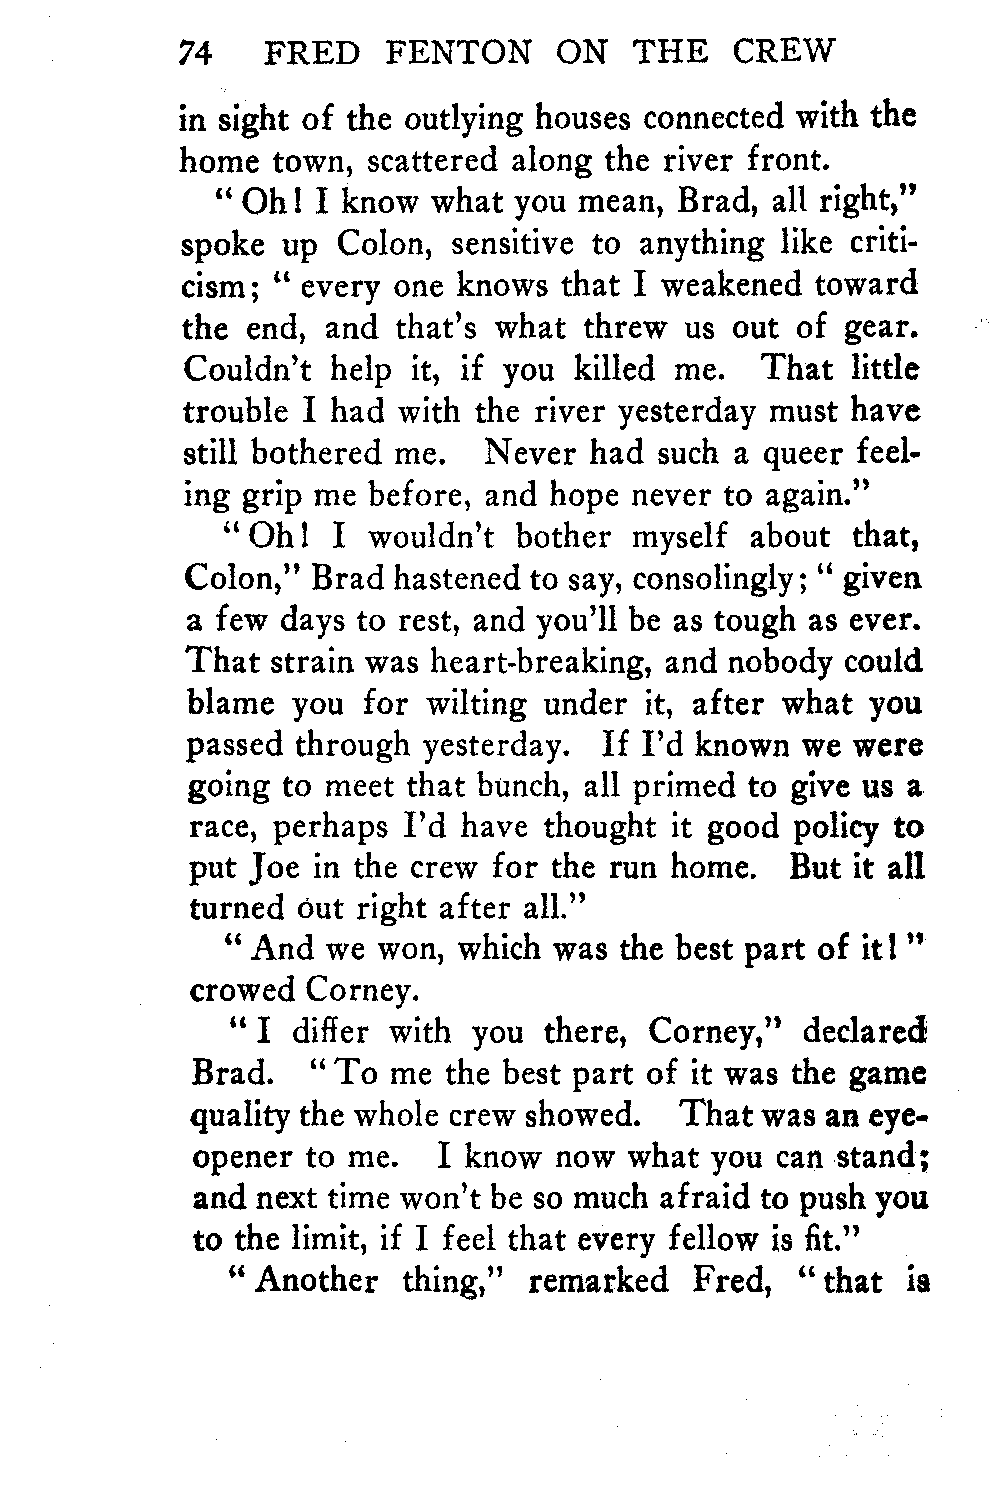 74 FRED FENTON ON THE CREW
in sight of the outlying houses connected with the
home town, scattered along the river front.
" Oh! I know what you mean, Brad, all right,"
spoke up Colon, sensitive to anything like criti-
cism; " every one knows that I weakened toward
the end, and that's what threw us out of gear.
Couldn't help it, if you killed me. That little
trouble I had with the river yesterday must have
still bothered me. Never had such a queer feel-
ing grip me before, and hope never to again."
" Oh! I wouldn't bother myself about that,
Colon," Brad hastened to say, consolingly; " given
a few days to rest, and you'll be as tough as ever.
That strain was heart-breaking, and nobody could
blame you for wilting under it, after what you
passed through yesterday. If I'd known we were
going to meet that bunch, all primed to give us a
race, perhaps I'd have thought it good policy to
put Joe in the crew for the run home. But it all
turned out right after all."
" And we won, which was the best part of it! "
crowed Corney.
" I differ with you there, Corney," declared
Brad. " To me the best part of it was the game
quality the whole crew showed. That was an eye-
opener to me. I know now what you can stand;
and next time won't be so much afraid to push you
to the limit, if I feel that every fellow is fit."
" Another thing," remarked Fred, " that is